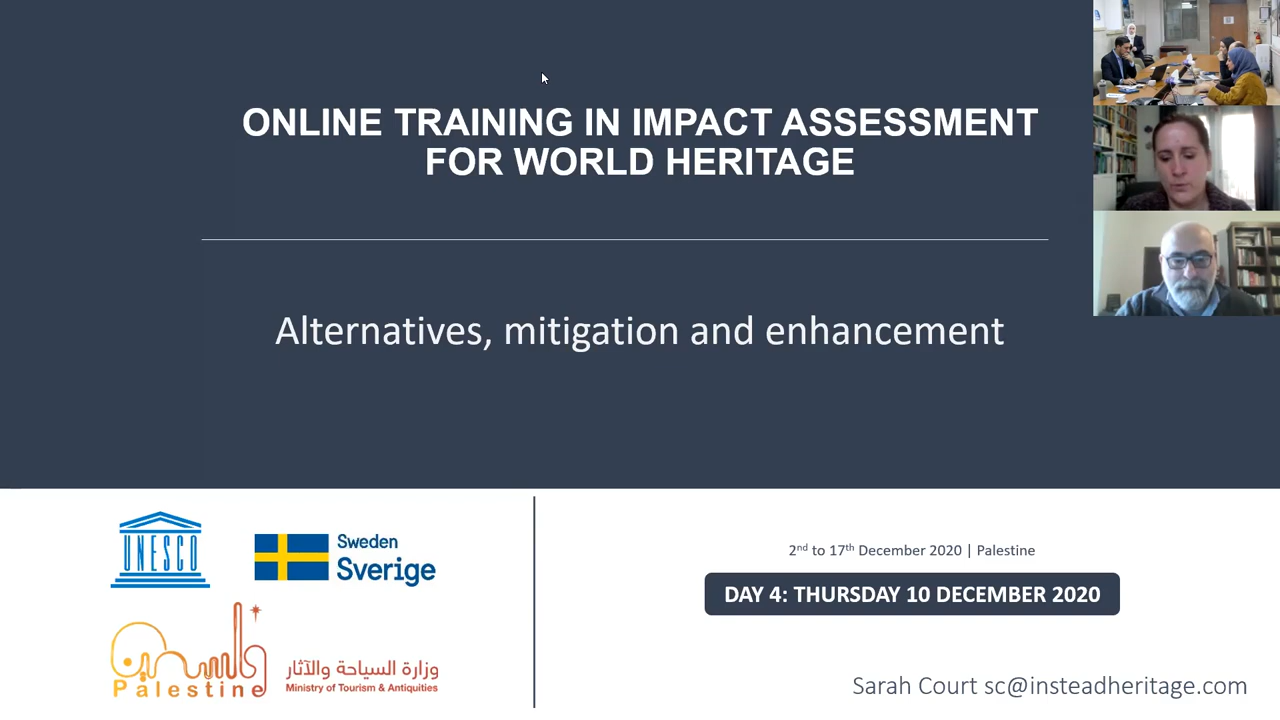 ONLINE TRAINING IN IMPACT ASSESSMENT
FOR WORLD HERITAGE
Alternatives, mitigation and enhancement
UNESCO
Sweden
Sverige
فلسطين
Palestine
وزارة السياحة والآثار
Ministry of Tourism & Antiquities
2nd to 17th December 2020 | Palestine
DAY 4: THURSDAY 10 DECEMBER 2020
Sarah Court sc@insteadheritage.com